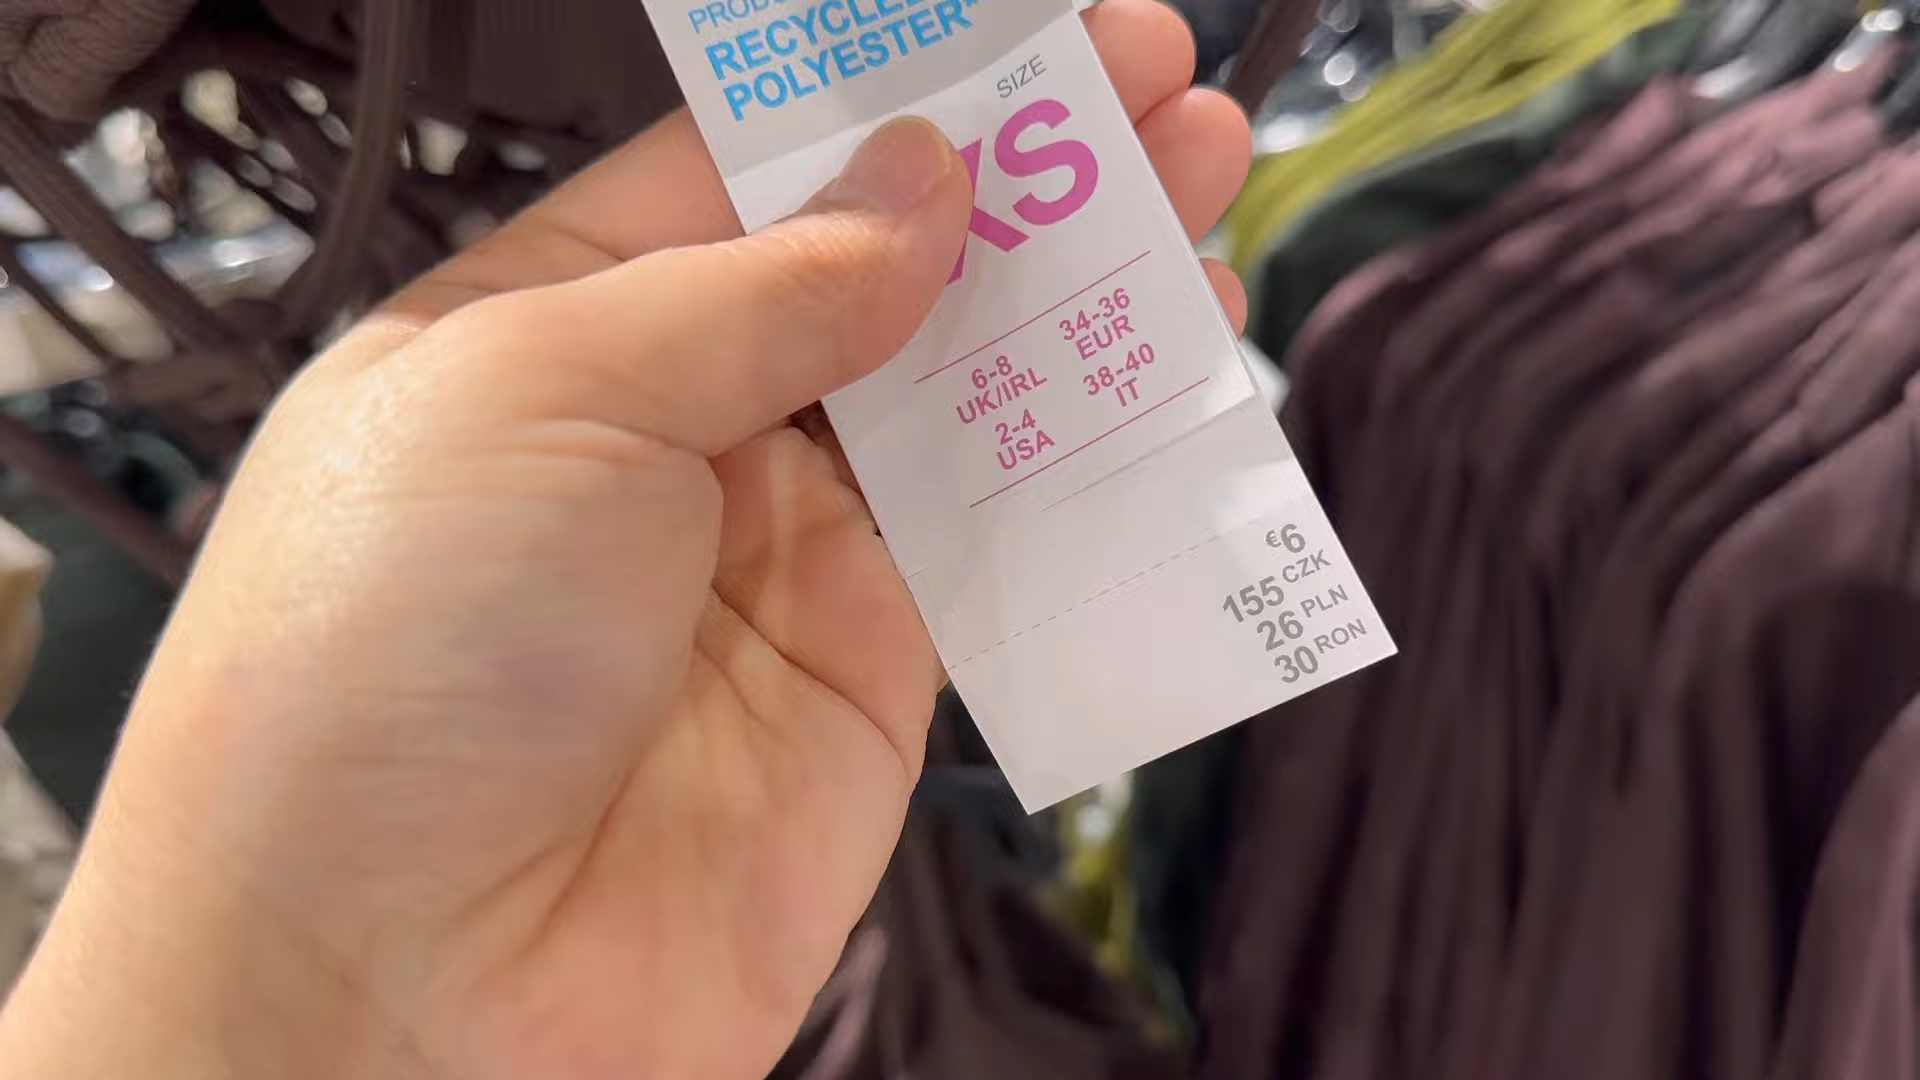 RECYCLED
POLYESTER*
SIZE
XS
6-8
UK/IRL
34-36
EUR
2-4
USA
38-40
IT
€6
155 CZK
26 PLN
30 RON